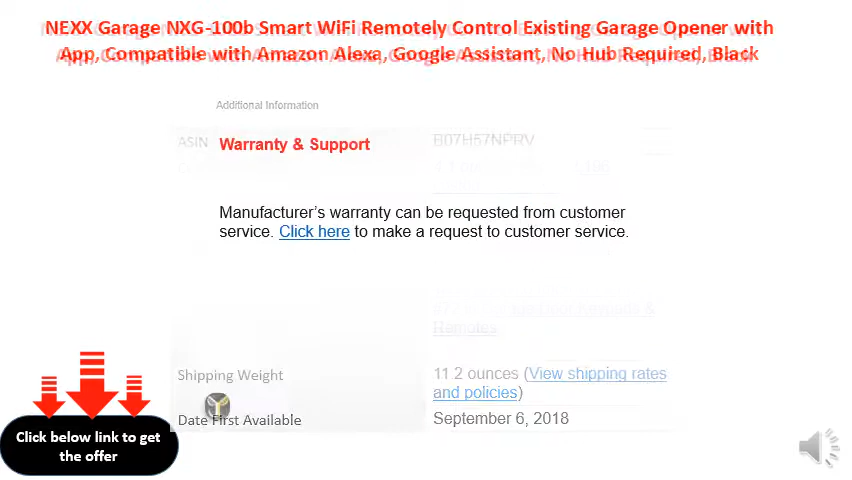 NEXX Garage NXG-100b Smart WiFi Remotely Control Existing Garage Opener with
App, Compatible with Amazon Alexa, Google Assistant, No Hub Required, Black
Additional Information
ASIN
B07H57NPRV
Warranty & Support
Manufacturer's warranty can be requested from customer
service. Click here to make a request to customer service.
Remotes
Shipping Weight
11.2 ounces (View shipping rates
and policies)
Date First Available
September 6, 2018
Click below link to get
the offer